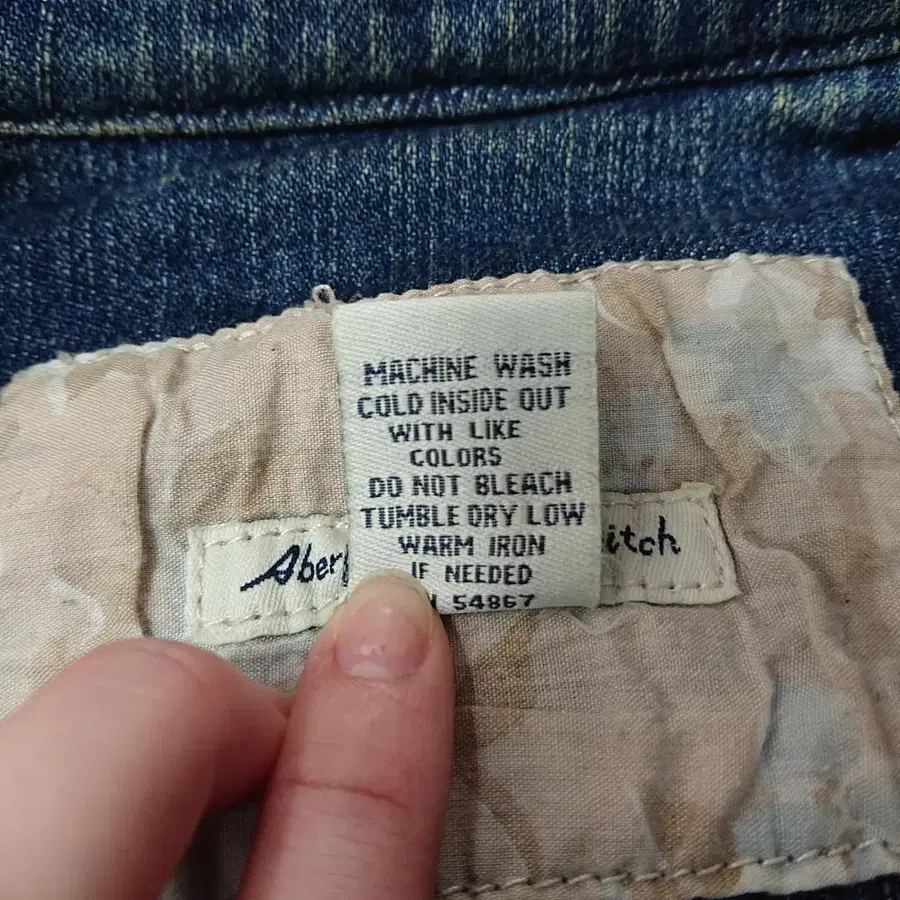 MACHINE WASH
COLD INSIDE OUT
WITH LIKE
COLORS
DO NOT BLEACH
TUMBLE DRY LOW
WARM IRON
IF NEEDED
54867
Aber itch